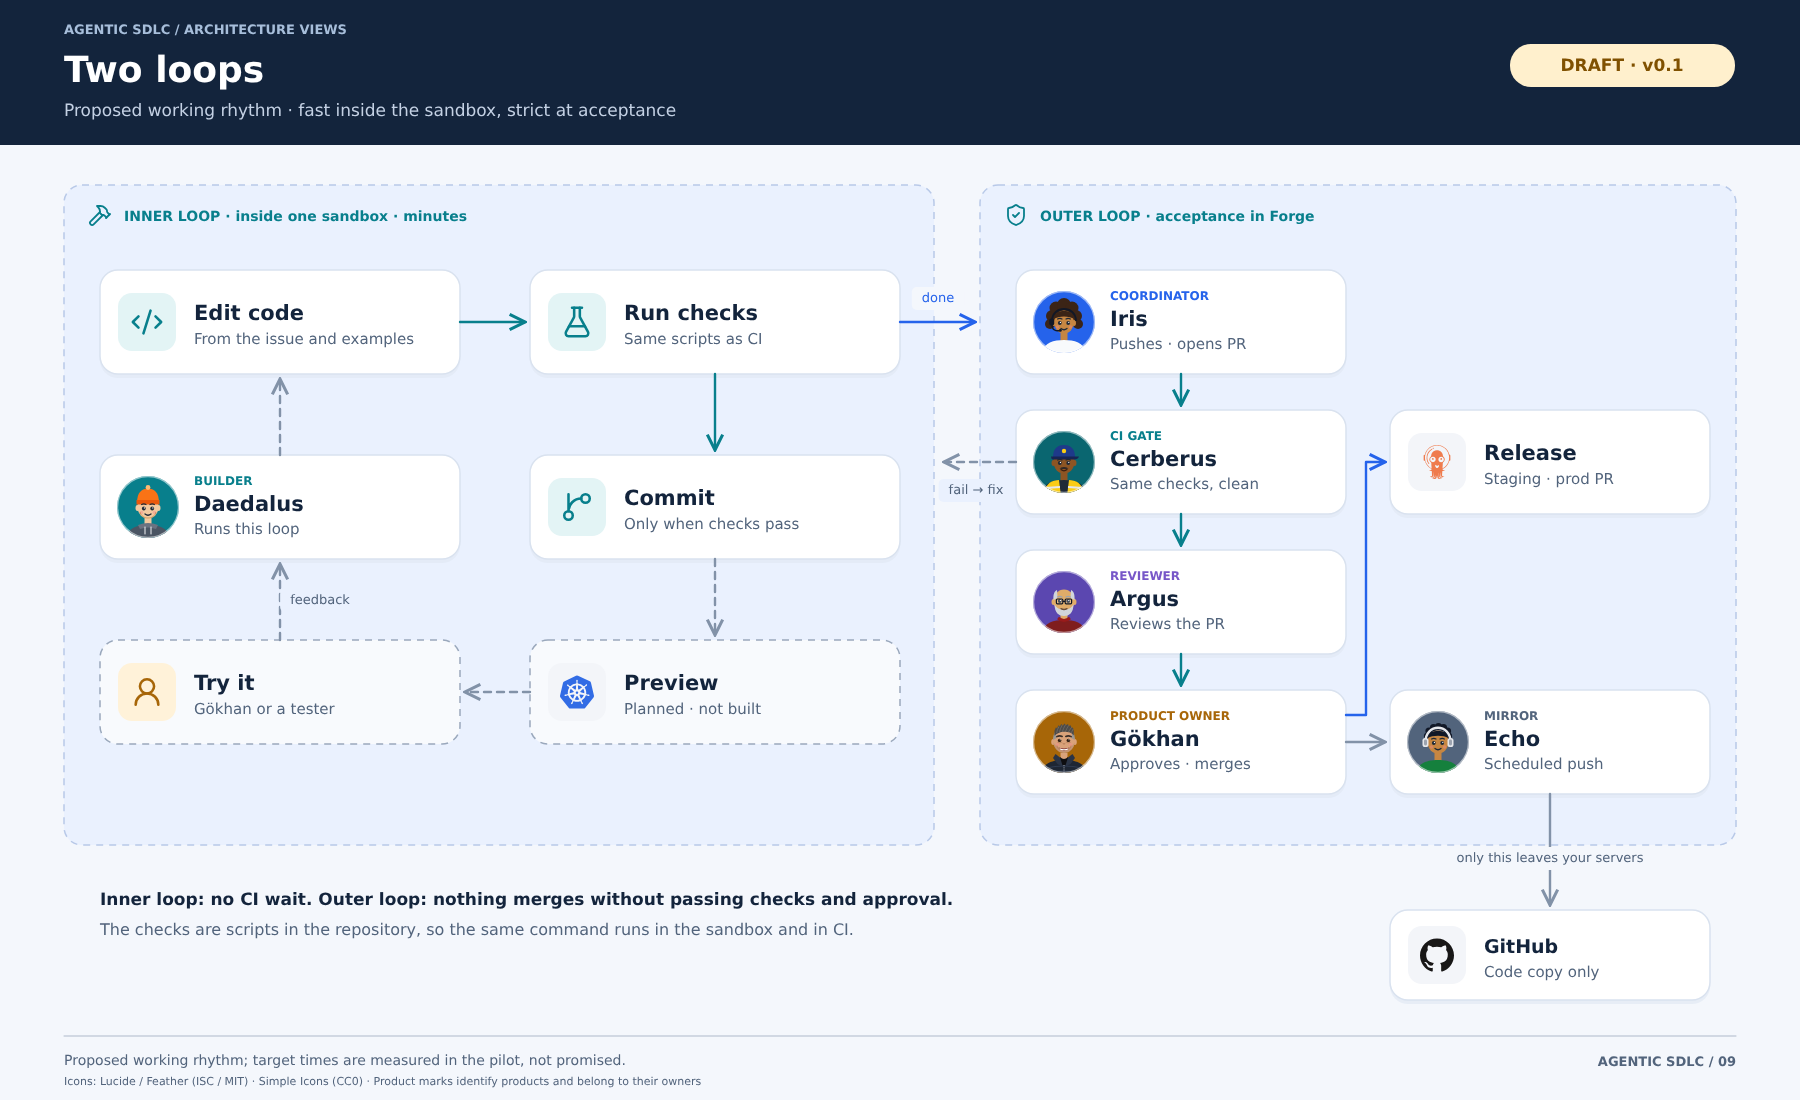 AGENTIC SDLC / ARCHITECTURE VIEWS
Two loops
Proposed working rhythm · fast inside the sandbox, strict at acceptance
DRAFT · v0.1
INNER LOOP · inside one sandbox · minutes
Edit code
From the issue and examples
Run checks
Same scripts as CI
done
BUILDER
Daedalus
Runs this loop
Commit
Only when checks pass
feedback
Try it
Gökhan or a tester
Preview
Planned · not built
OUTER LOOP · acceptance in Forge
COORDINATOR
Iris
Pushes · opens PR
CI GATE
Cerberus
Same checks, clean
fail → fix
Release
Staging · prod PR
REVIEWER
Argus
Reviews the PR
PRODUCT OWNER
Gökhan
Approves · merges
MIRROR
Echo
Scheduled push
only this leaves your servers
GitHub
Code copy only
Inner loop: no CI wait. Outer loop: nothing merges without passing checks and approval.
The checks are scripts in the repository, so the same command runs in the sandbox and in CI.
Proposed working rhythm; target times are measured in the pilot, not promised.
Icons: Lucide / Feather (ISC / MIT) · Simple Icons (CC0) · Product marks identify products and belong to their owners
AGENTIC SDLC / 09